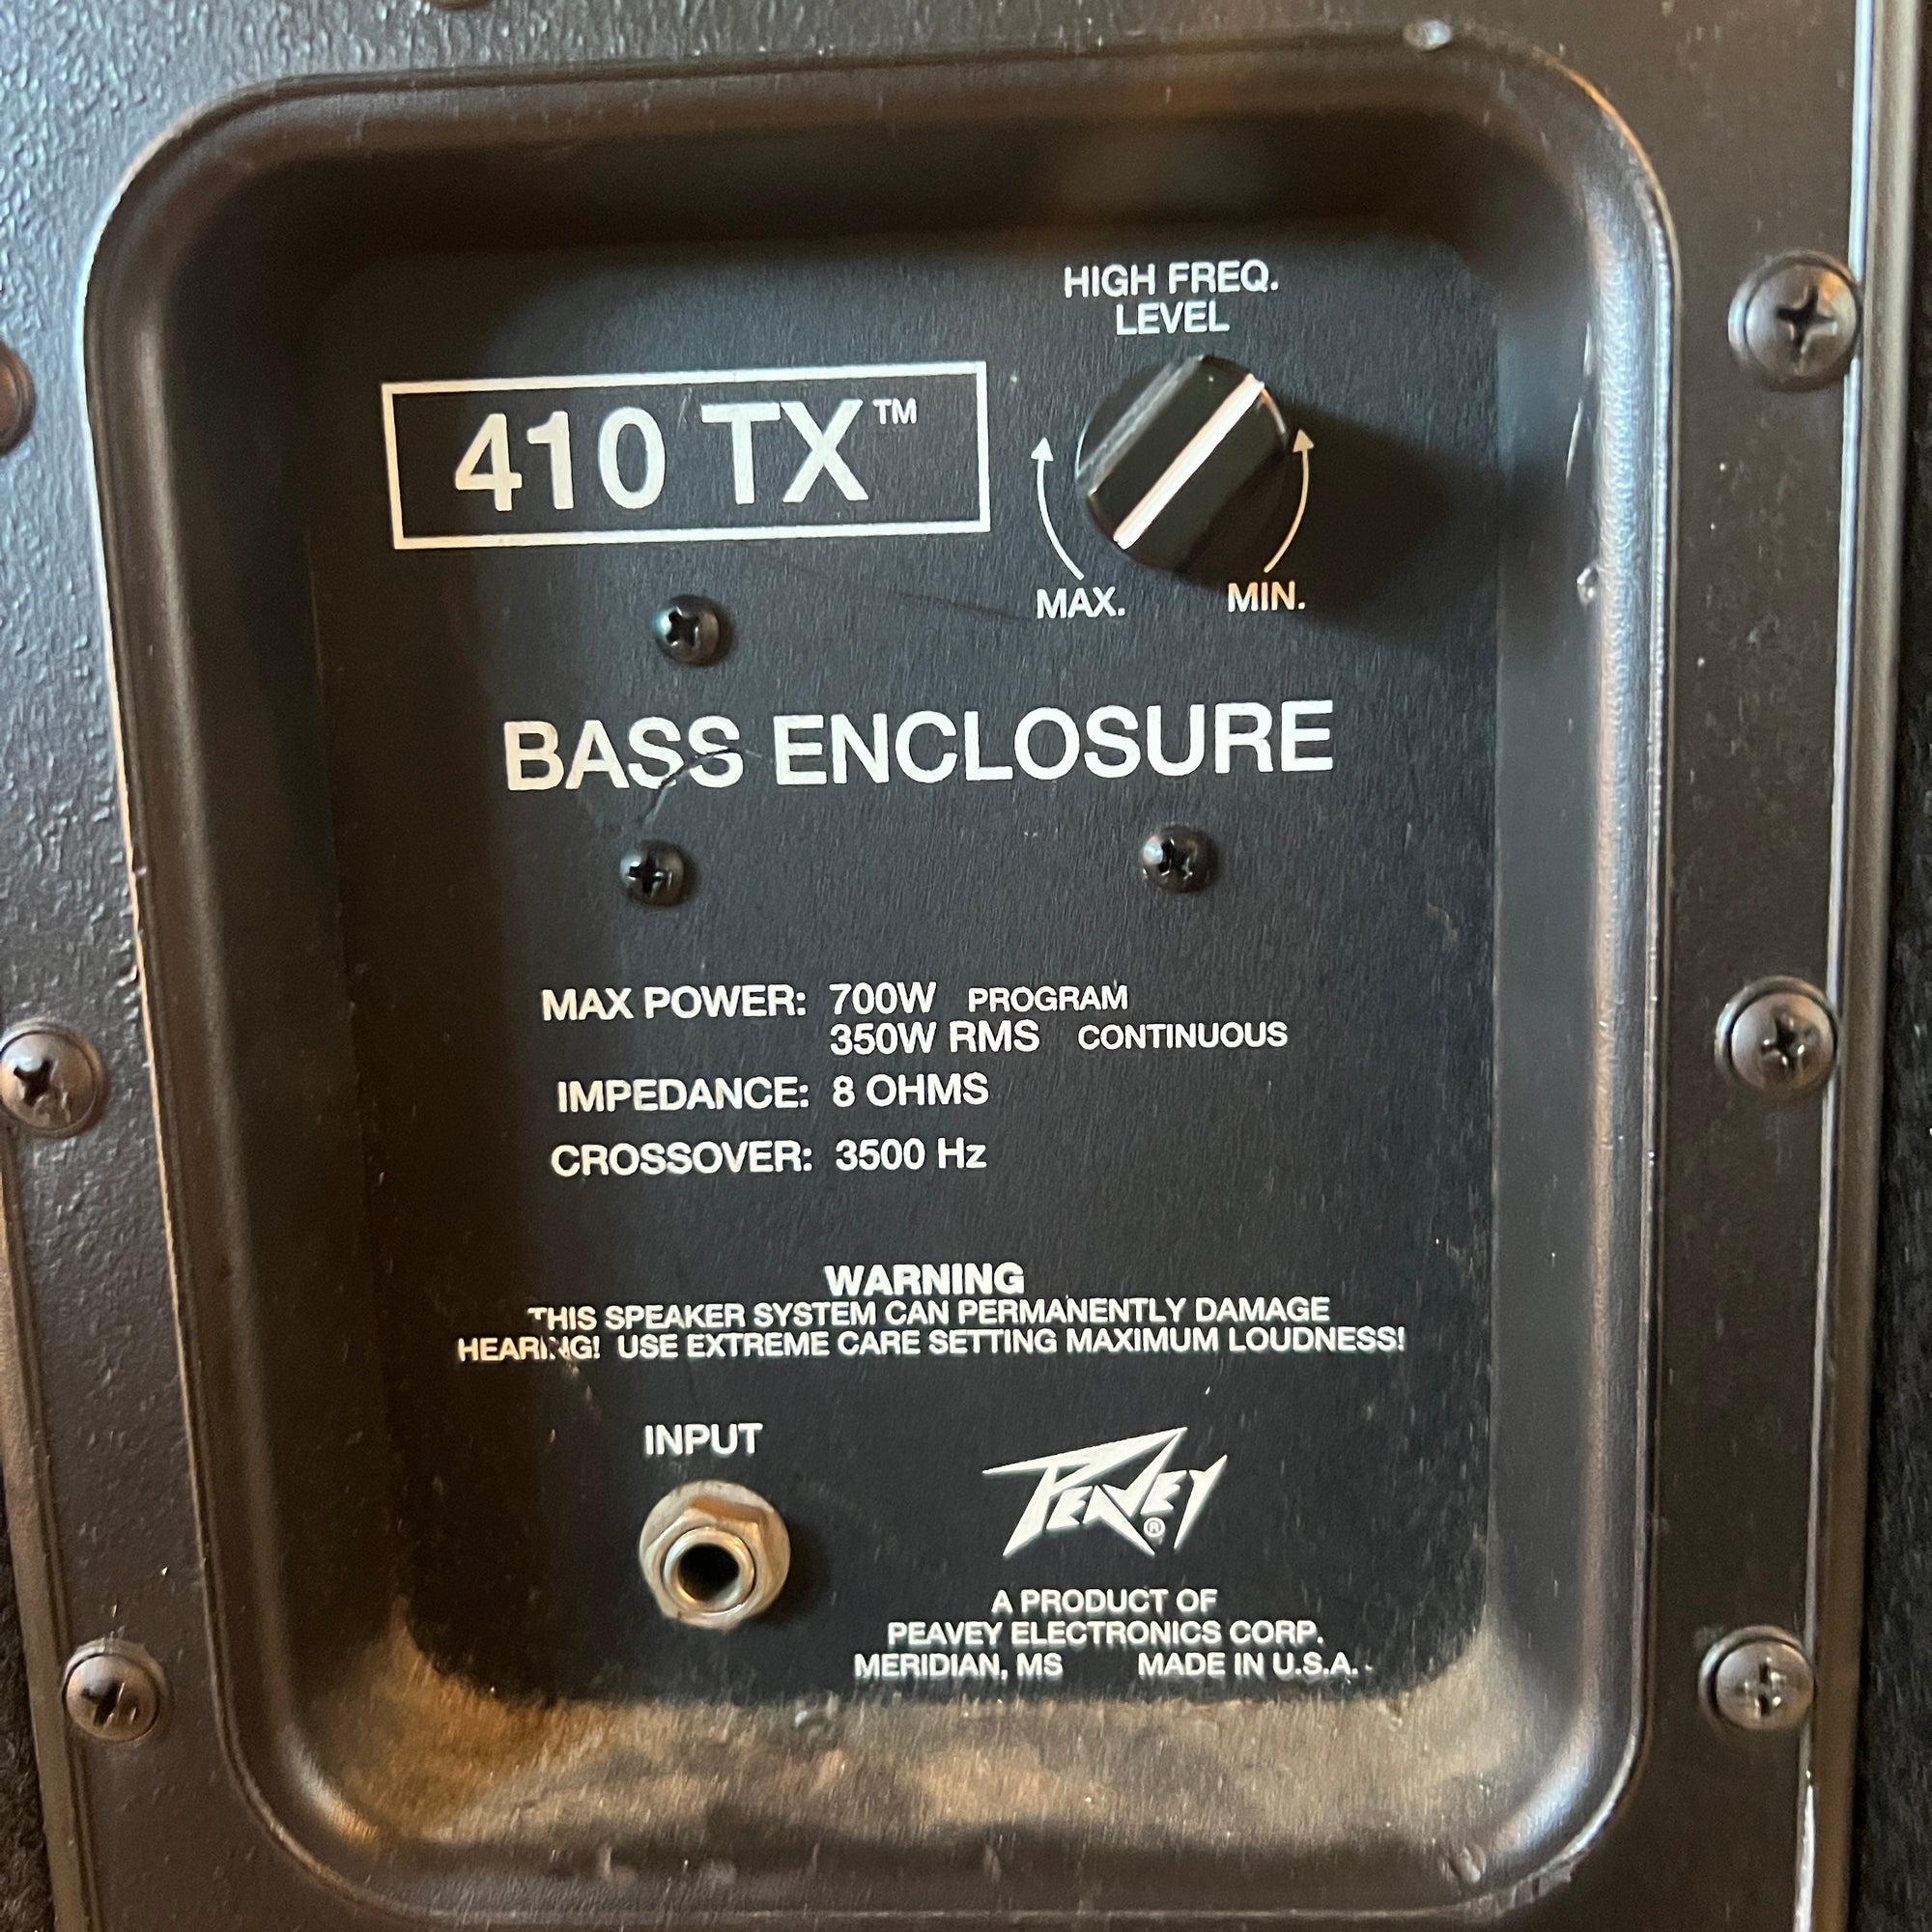 HIGH FREQ.
LEVEL
410 TX™
MAX. MIN.
BASS ENCLOSURE
MAX POWER: 700W PROGRAM
350W RMS CONTINUOUS
IMPEDANCE: 8 OHMS
CROSSOVER: 3500 Hz
WARNING
THIS SPEAKER SYSTEM CAN PERMANENTLY DAMAGE
HEARING! USE EXTREME CARE SETTING MAXIMUM LOUDNESS!
INPUT
PEAVEY®
A PRODUCT OF
PEAVEY ELECTRONICS CORP.
MERIDIAN, MS MADE IN U.S.A.